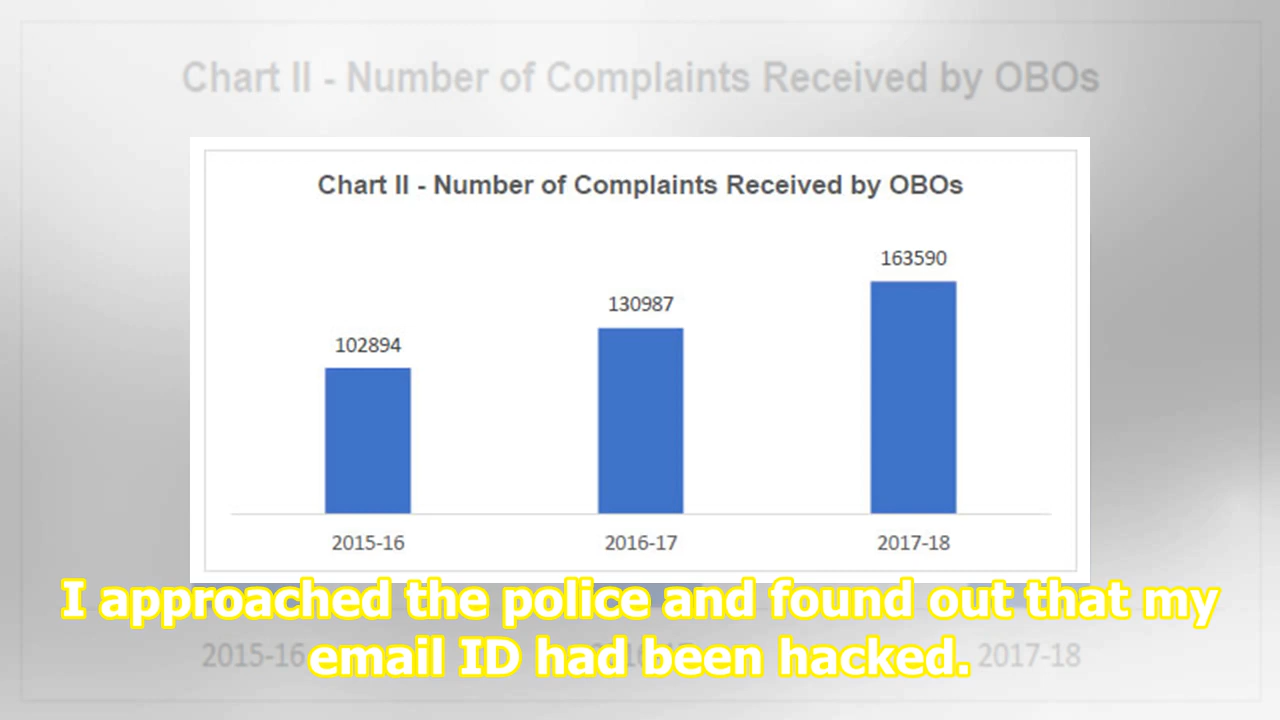 Chart II - Number of Complaints Received by OBOs
Chart II - Number of Complaints Received by OBOs
163590
130987
102894
2015-16 2016-17 2017-18
I approached the police and found out that my
email ID had been hacked.
2015-16 2017-18